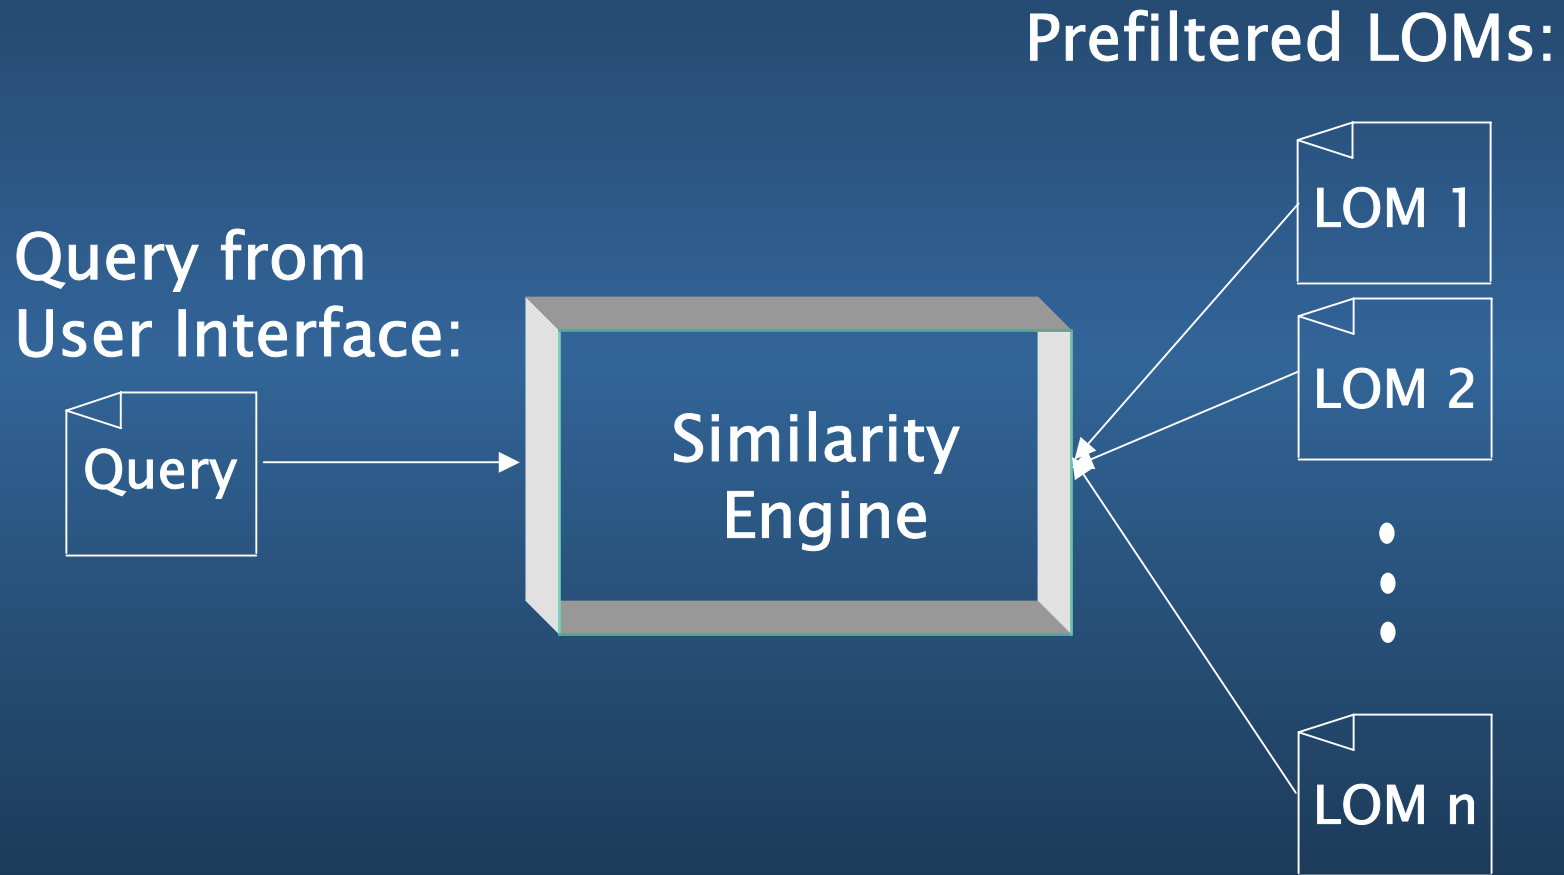 Prefiltered LOMs:
LOM 1
Query from
User Interface:
LOM 2
Query
Similarity
Engine
LOM n